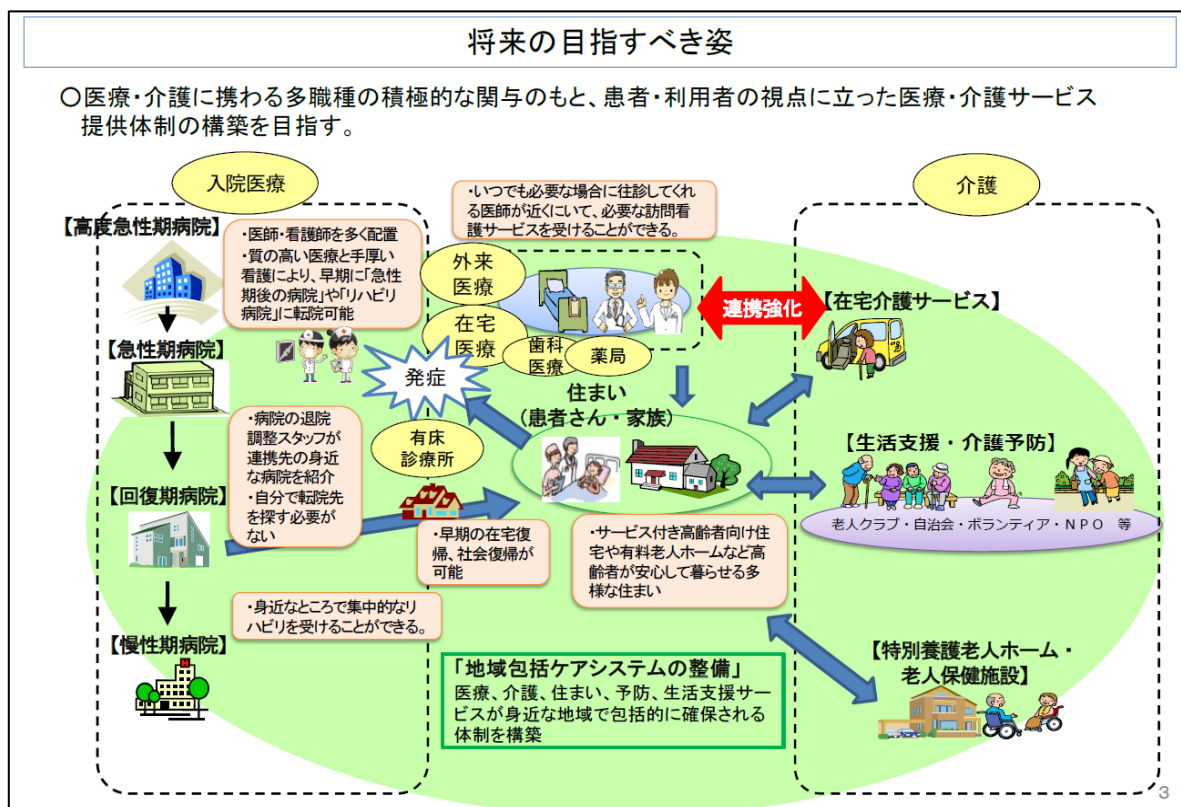 将来の目指すべき姿
〇医療・介護に携わる多職種の積極的な関与のもと、患者・利用者の視点に立った医療・介護サービス
提供体制の構築を目指す。
入院医療
【高度急性期病院】
・医師・看護師を多く配置
・質の高い医療と手厚い
看護により、早期に「急性
期後の病院」や「リハビリ
病院」に転院可能
【急性期病院】
・病院の退院
調整スタッフが
連携先の身近
な病院を紹介
・自分で転院先
を探す必要が
ない
【回復期病院】
・身近なところで集中的なリ
ハビリを受けることができる。
【慢性期病院】
・いつでも必要な場合に往診してくれ
る医師が近くにいて、必要な訪問看
護サービスを受けることができる。
外来
医療
在宅
医療
歯科
医療
薬局
発症
有床
診療所
住まい
(患者さん・家族)
・早期の在宅復
帰、社会復帰が
可能
・サービス付き高齢者向け住
宅や有料老人ホームなど高
齢者が安心して暮らせる多
様な住まい
「地域包括ケアシステムの整備」
医療、介護、住まい、予防、生活支援サー
ビスが身近な地域で包括的に確保される
体制を構築
連携強化
介護
【在宅介護サービス】
【生活支援・介護予防】
老人クラブ・自治会・ボランティア・NPO 等
【特別養護老人ホーム・
老人保健施設】
3